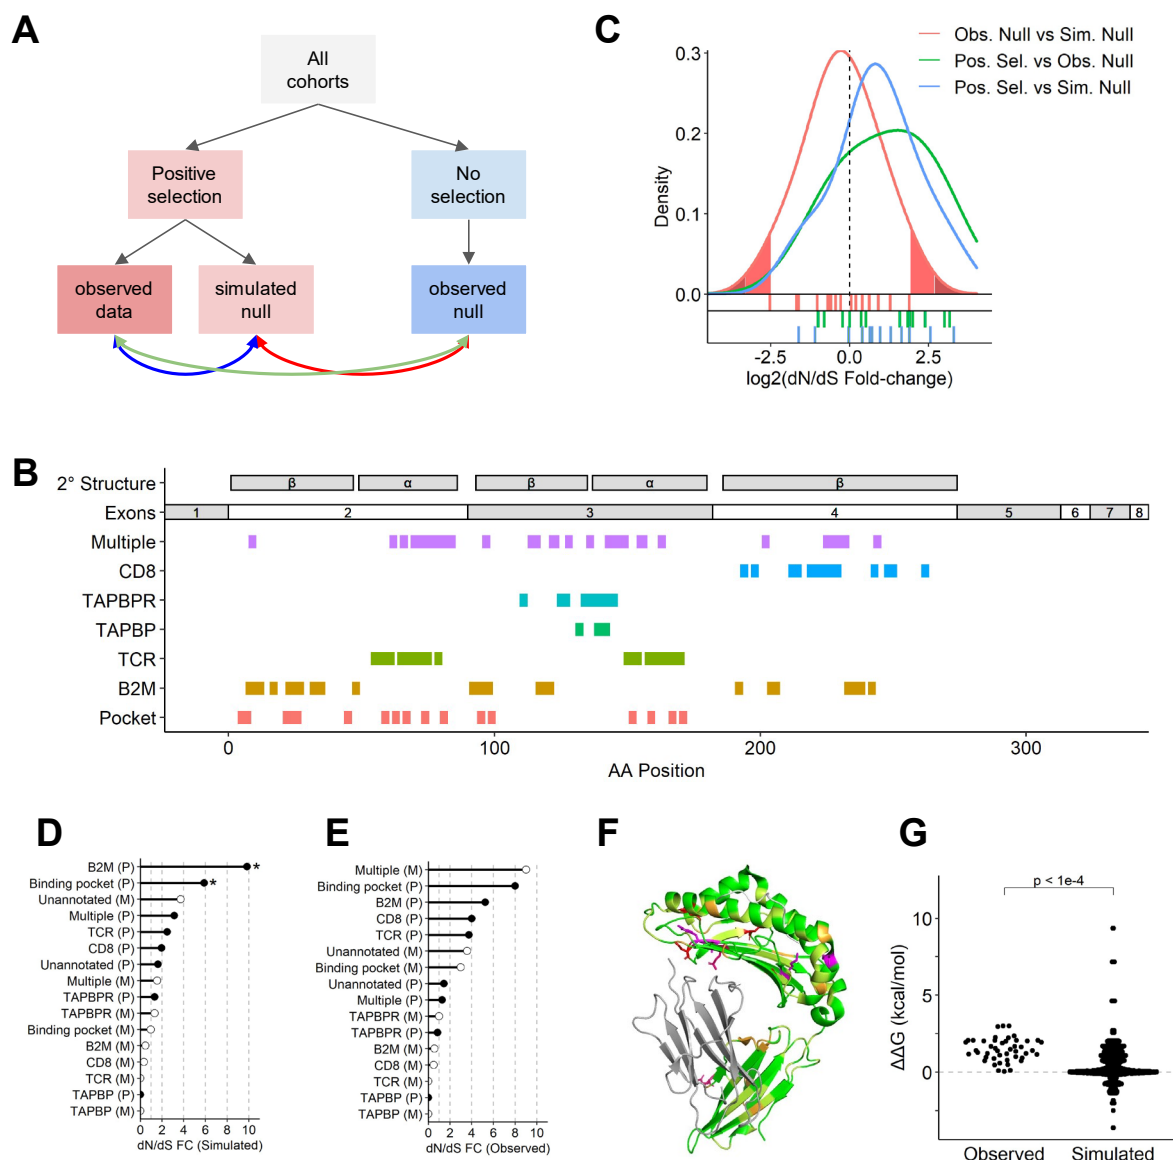 A
All
cohorts
Positive
selection
No
selection
observed
data
simulated
null
observed
null
C
Obs. Null vs Sim. Null
Pos. Sel. vs Obs. Null
Pos. Sel. vs Sim. Null
0.3
0.2
0.1
0.0
Density
-2.5 0.0 2.5
log2(dN/dS Fold-change)
B
2° Structure
β α β α β
Exons
1 2 3 4 5 6 7 8
Multiple
CD8
TAPBPR
TAPBP
TCR
B2M
Pocket
0 100 200 300
AA Position
D
B2M (P) *
Binding pocket (P) *
Unannotated (M)
Multiple (P)
TCR (P)
CD8 (P)
Unannotated (P)
Multiple (M)
TAPBPR (P)
TAPBPR (M)
Binding pocket (M)
B2M (M)
CD8 (M)
TCR (M)
TAPBP (P)
TAPBP (M)
0 2 4 6 8 10
dN/dS FC (Simulated)
E
Multiple (M)
Binding pocket (P)
B2M (P)
CD8 (P)
TCR (P)
Unannotated (M)
Binding pocket (M)
Unannotated (P)
Multiple (P)
TAPBPR (M)
TAPBPR (P)
B2M (M)
CD8 (M)
TCR (M)
TAPBP (P)
TAPBP (M)
0 2 4 6 8 10
dN/dS FC (Observed)
F
G
p < 1e-4
10
5
0
ΔΔG (kcal/mol)
Observed Simulated